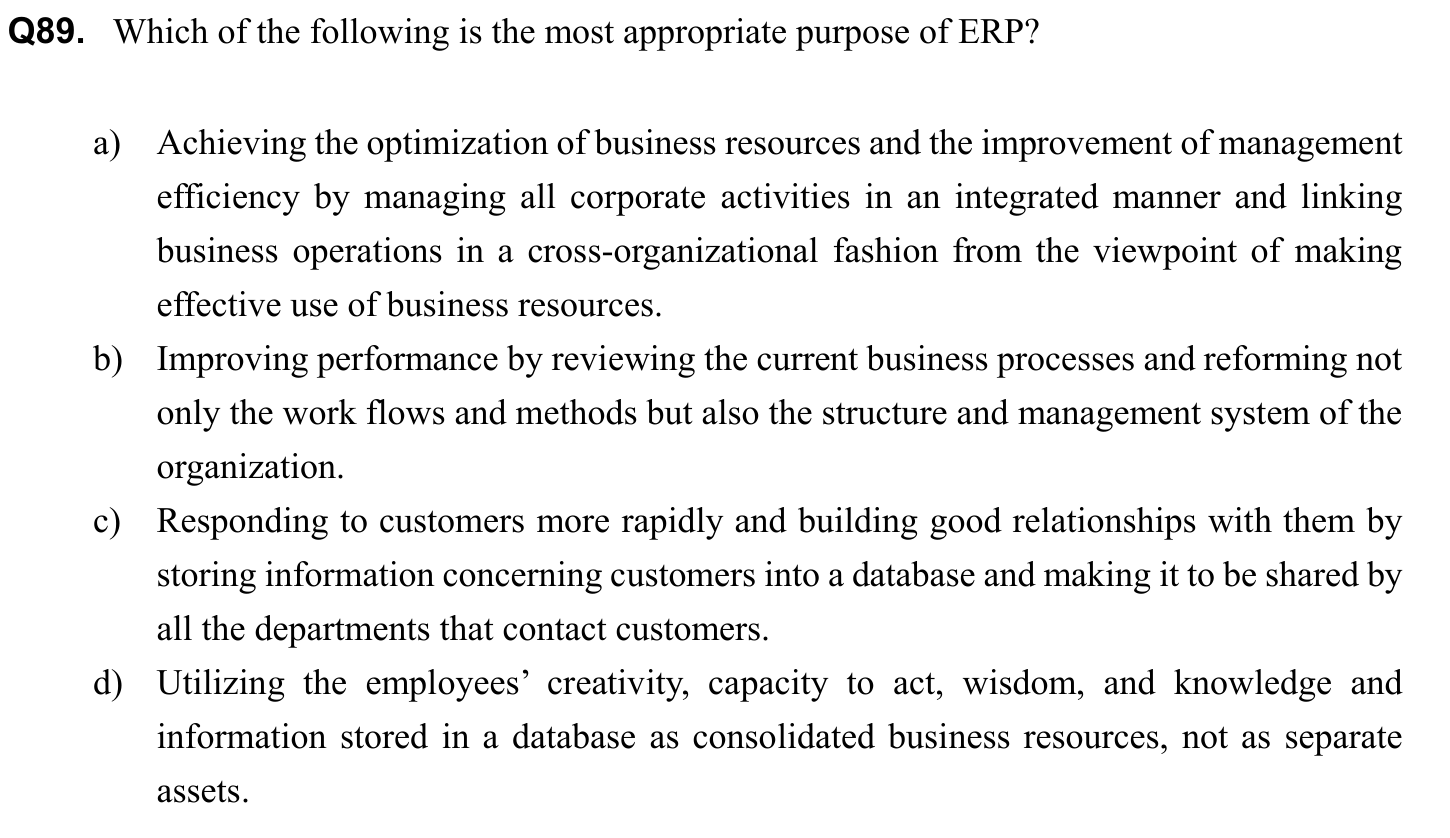 Q89. Which of the following is the most appropriate purpose of ERP?
a) Achieving the optimization of business resources and the improvement of management
efficiency by managing all corporate activities in an integrated manner and linking
business operations in a cross-organizational fashion from the viewpoint of making
effective use of business resources.
b) Improving performance by reviewing the current business processes and reforming not
only the work flows and methods but also the structure and management system of the
organization.
c) Responding to customers more rapidly and building good relationships with them by
storing information concerning customers into a database and making it to be shared by
all the departments that contact customers.
d) Utilizing the employees’ creativity, capacity to act, wisdom, and knowledge and
information stored in a database as consolidated business resources, not as separate
assets.